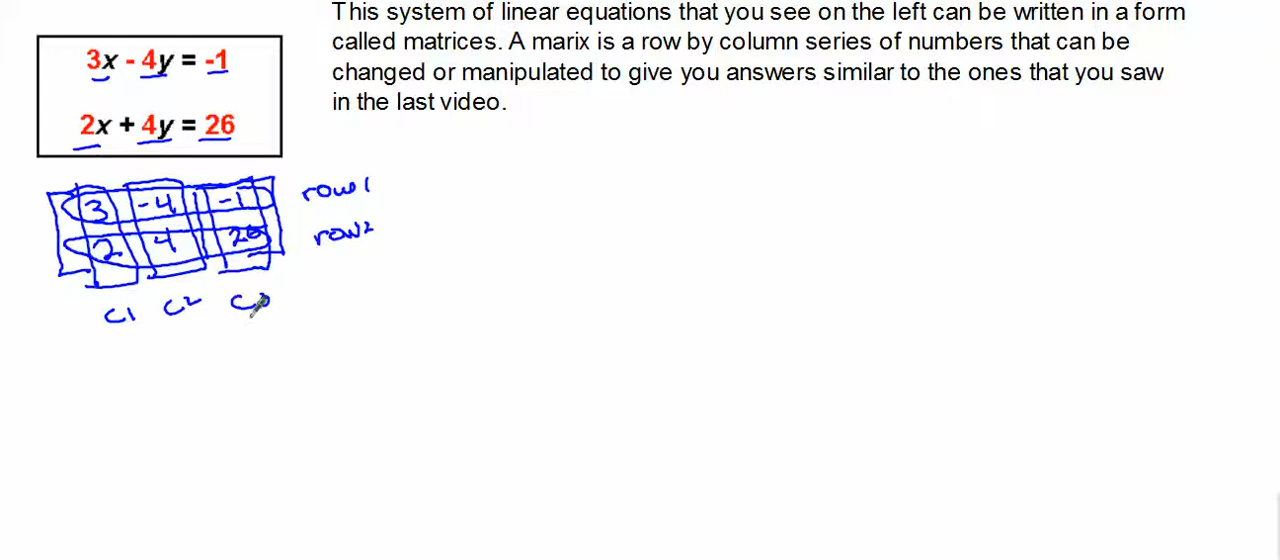 This system of linear equations that you see on the left can be written in a form
called matrices. A marix is a row by column series of numbers that can be
changed or manipulated to give you answers similar to the ones that you saw
in the last video.
3x - 4y = -1
2x + 4y = 26
3 -4 -1 row1
2 4 26 row2
C1 C2 C3